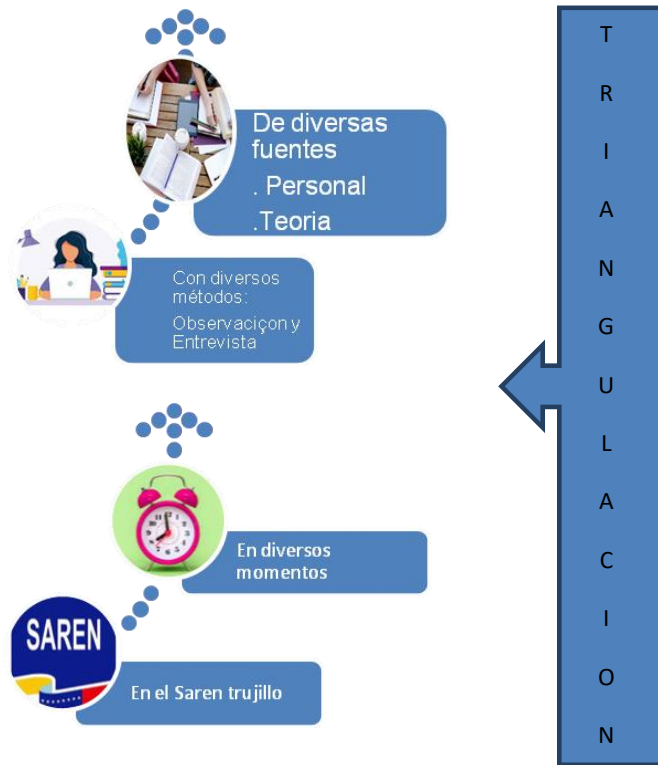 De diversas
fuentes
. Personal
.Teoria
Con diversos
métodos:
Observaciçon y
Entrevista
En diversos
momentos
SAREN
En el Saren trujillo
T
R
I
A
N
G
U
L
A
C
I
O
N